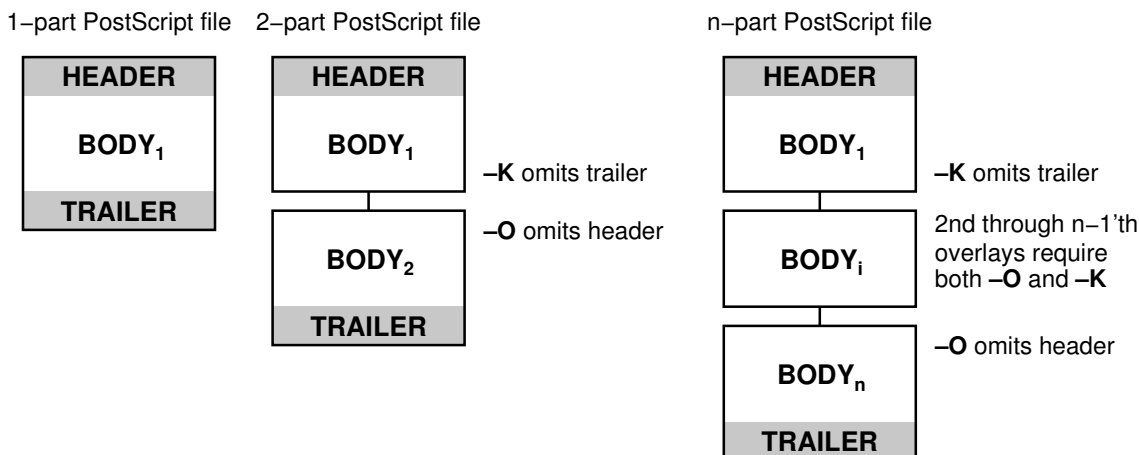 1−part PostScript file
HEADER
BODY₁
TRAILER
2−part PostScript file
HEADER
BODY₁
−K omits trailer
−O omits header
BODY₂
TRAILER
n−part PostScript file
HEADER
BODY₁
−K omits trailer
2nd through n−1'th
overlays require
both −O and −K
BODYᵢ
−O omits header
BODYₙ
TRAILER